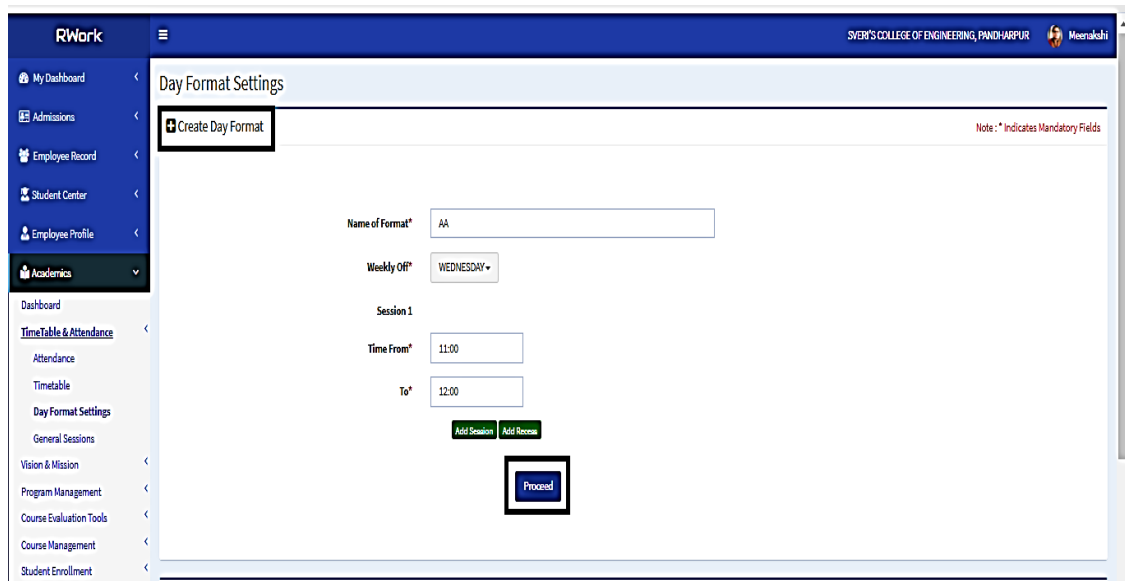 RWork
SVERI'S COLLEGE OF ENGINEERING, PANDHARPUR Meenakshi
My Dashboard
Admissions
Employee Record
Student Center
Employee Profile
Academics
Dashboard
TimeTable & Attendance
Attendance
Timetable
Day Format Settings
General Sessions
Vision & Mission
Program Management
Course Evaluation Tools
Course Management
Student Enrollment
Day Format Settings
Create Day Format
Note : * Indicates Mandatory Fields
Name of Format* AA
Weekly Off* WEDNESDAY
Session 1
Time From* 11:00
To* 12:00
Add Session Add Recess
Proceed